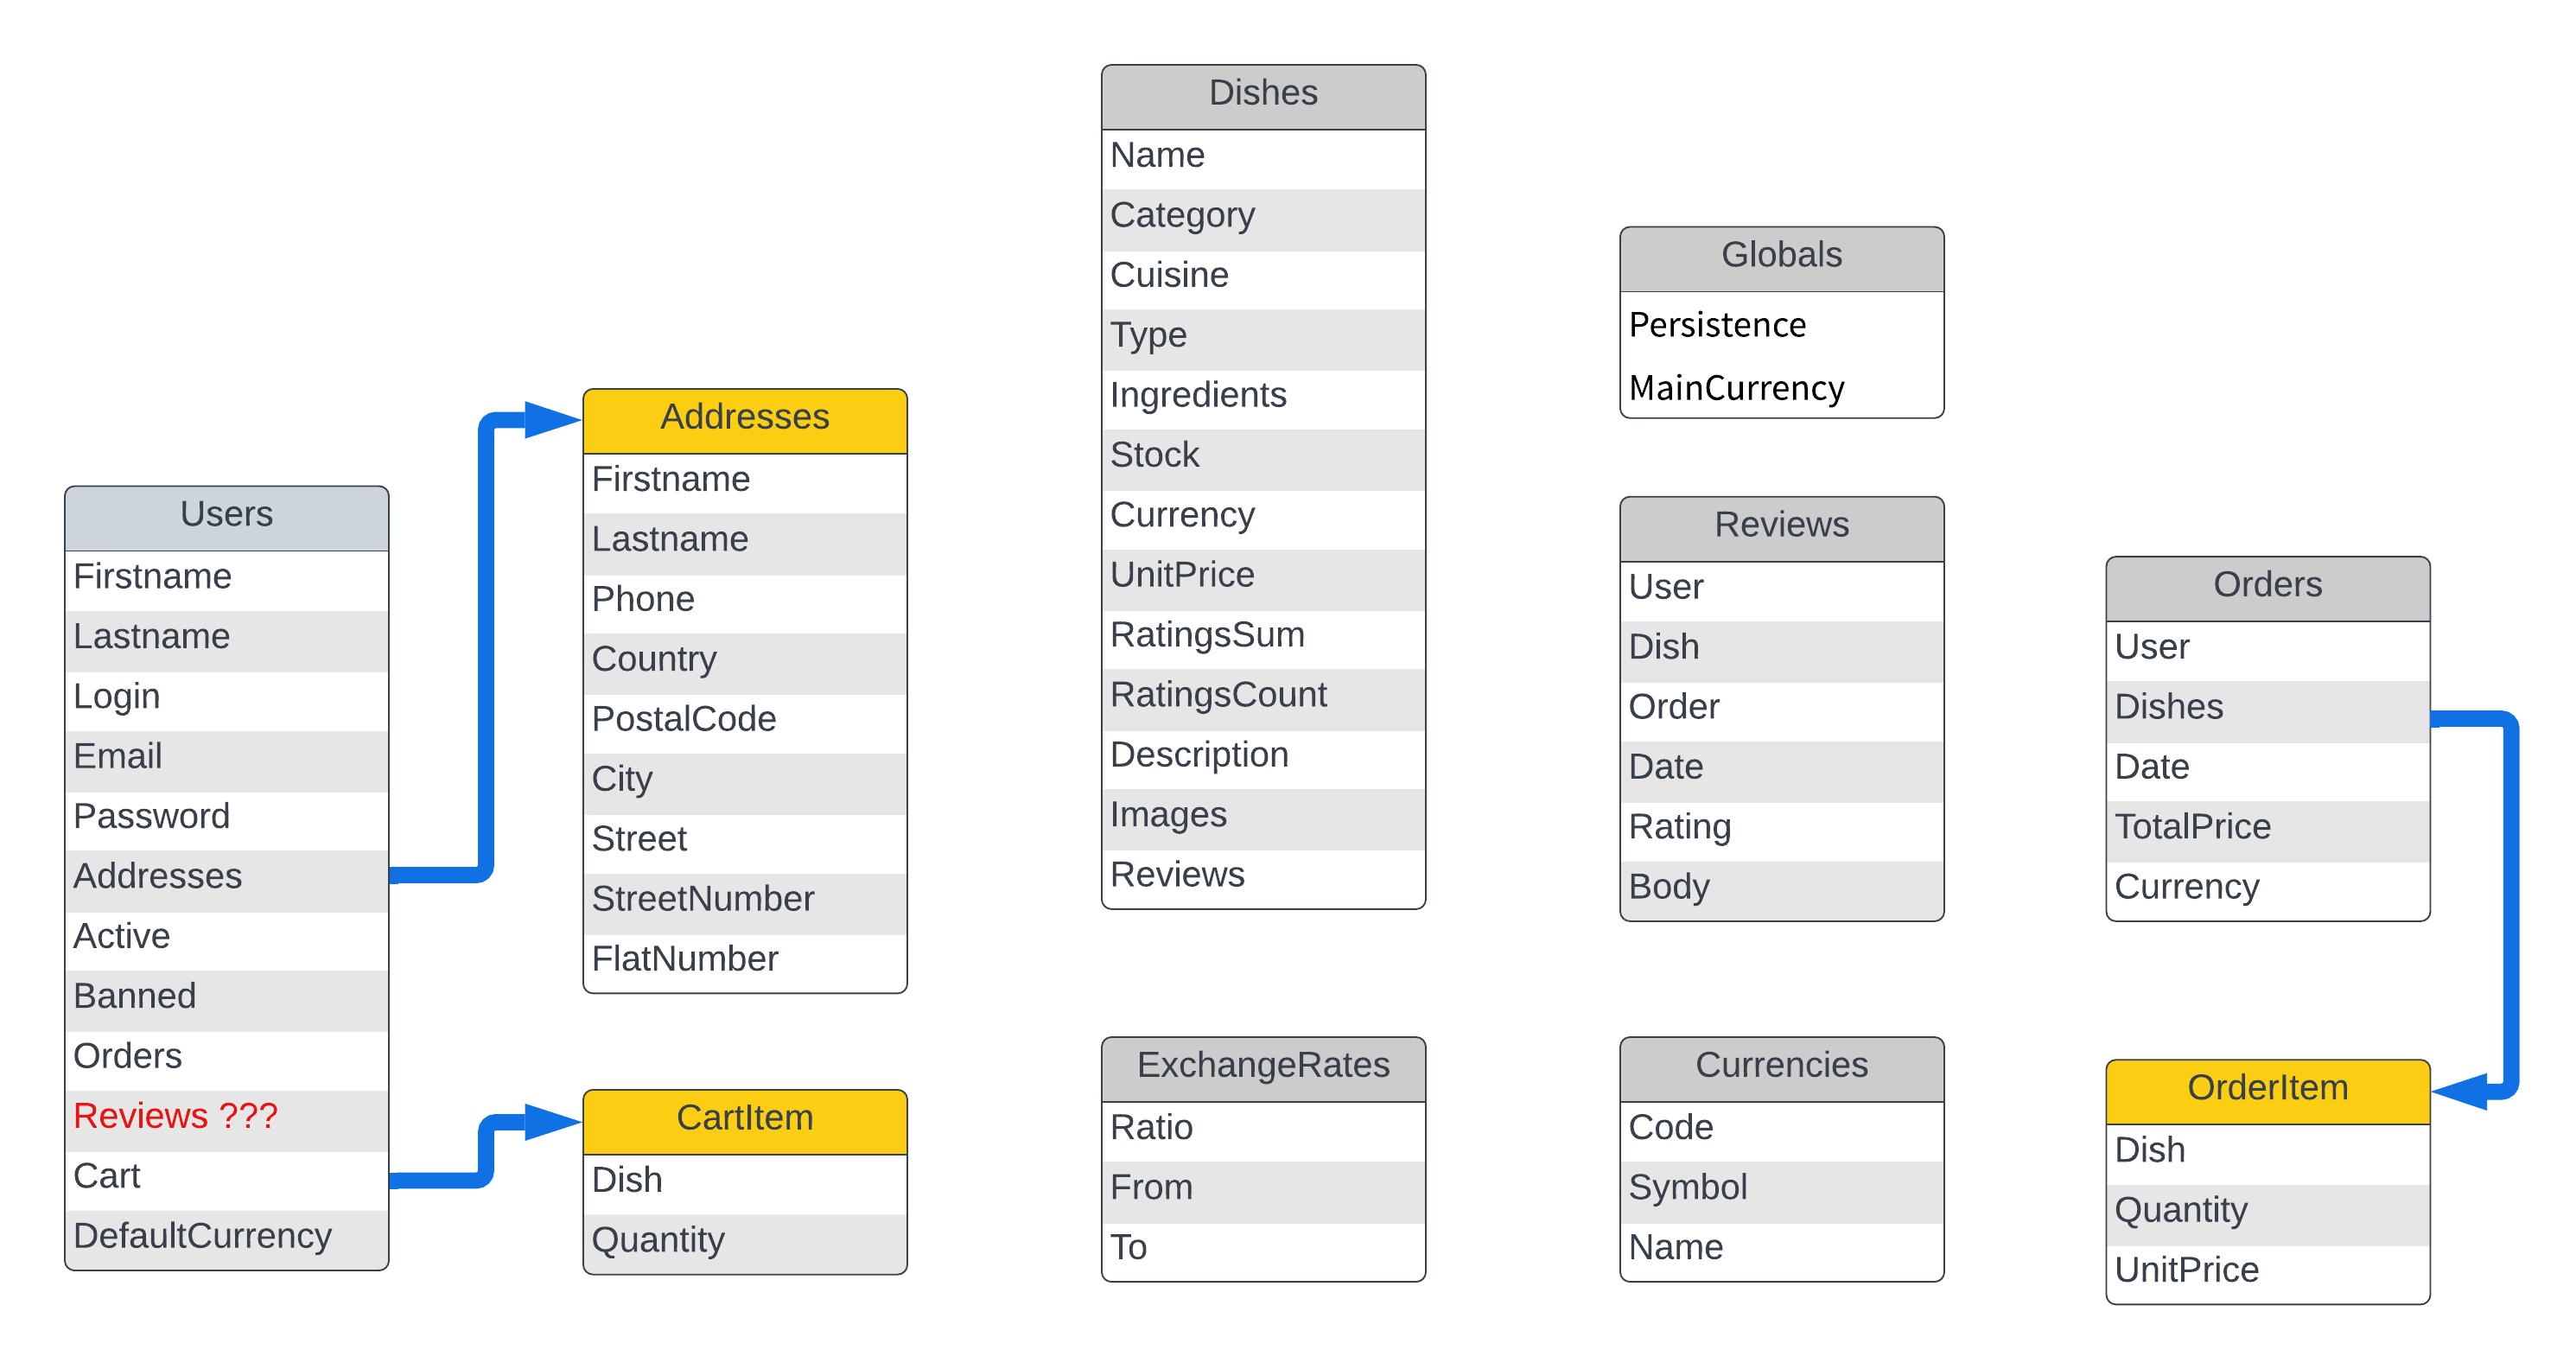 Users
Firstname
Lastname
Login
Email
Password
Addresses
Active
Banned
Orders
Reviews ???
Cart
DefaultCurrency
Addresses
Firstname
Lastname
Phone
Country
PostalCode
City
Street
StreetNumber
FlatNumber
CartItem
Dish
Quantity
Dishes
Name
Category
Cuisine
Type
Ingredients
Stock
Currency
UnitPrice
RatingsSum
RatingsCount
Description
Images
Reviews
ExchangeRates
Ratio
From
To
Globals
Persistence
MainCurrency
Reviews
User
Dish
Order
Date
Rating
Body
Currencies
Code
Symbol
Name
Orders
User
Dishes
Date
TotalPrice
Currency
OrderItem
Dish
Quantity
UnitPrice